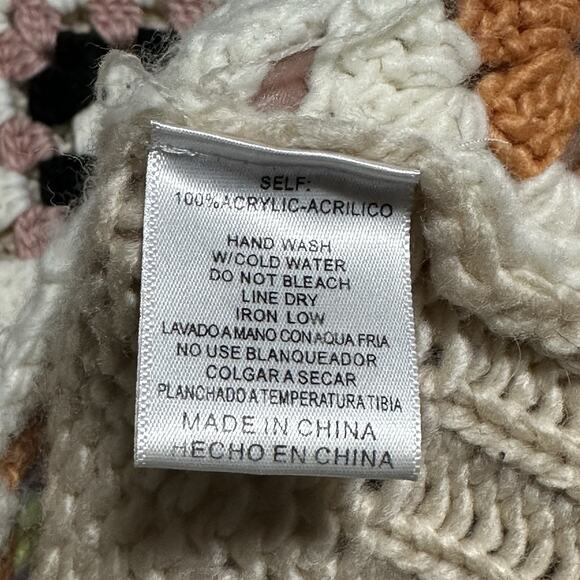 SELF:
100% ACRYLIC-ACRILICO
HAND WASH
W/COLD WATER
DO NOT BLEACH
LINE DRY
IRON LOW
LAVADO A MANO CON AQUA FRIA
NO USE BLANQUEADOR
COLGAR A SECAR
PLANCHADO A TEMPERATURA TIBIA
MADE IN CHINA
HECHO EN CHINA